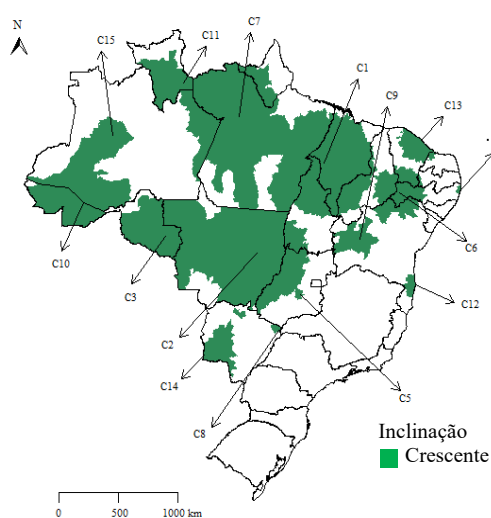 N
C15
C11
C7
C1
C9
C13
C6
C10
C3
C12
C2
C14
C5
C8
Inclinação
Crescente
0 500 1000 km